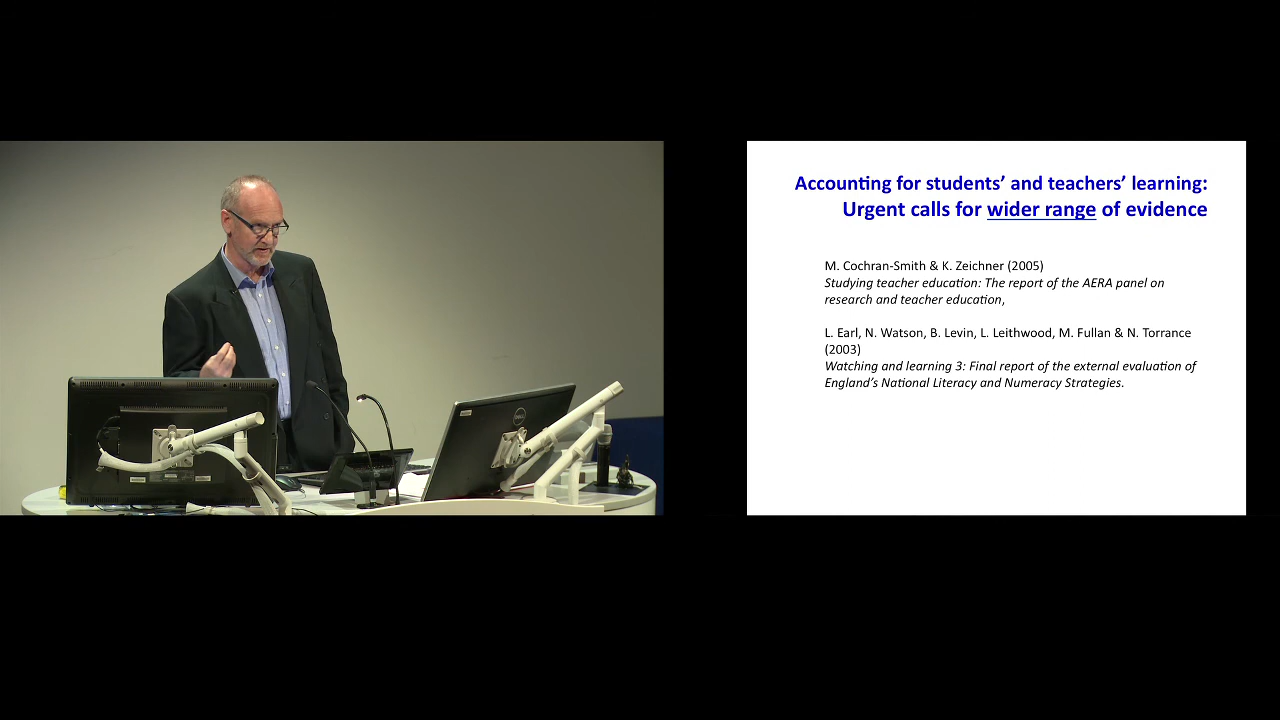 Accounting for students’ and teachers’ learning:
Urgent calls for wider range of evidence
M. Cochran-Smith & K. Zeichner (2005)
Studying teacher education: The report of the AERA panel on
research and teacher education,
L. Earl, N. Watson, B. Levin, L. Leithwood, M. Fullan & N. Torrance
(2003)
Watching and learning 3: Final report of the external evaluation of
England’s National Literacy and Numeracy Strategies.
DELL